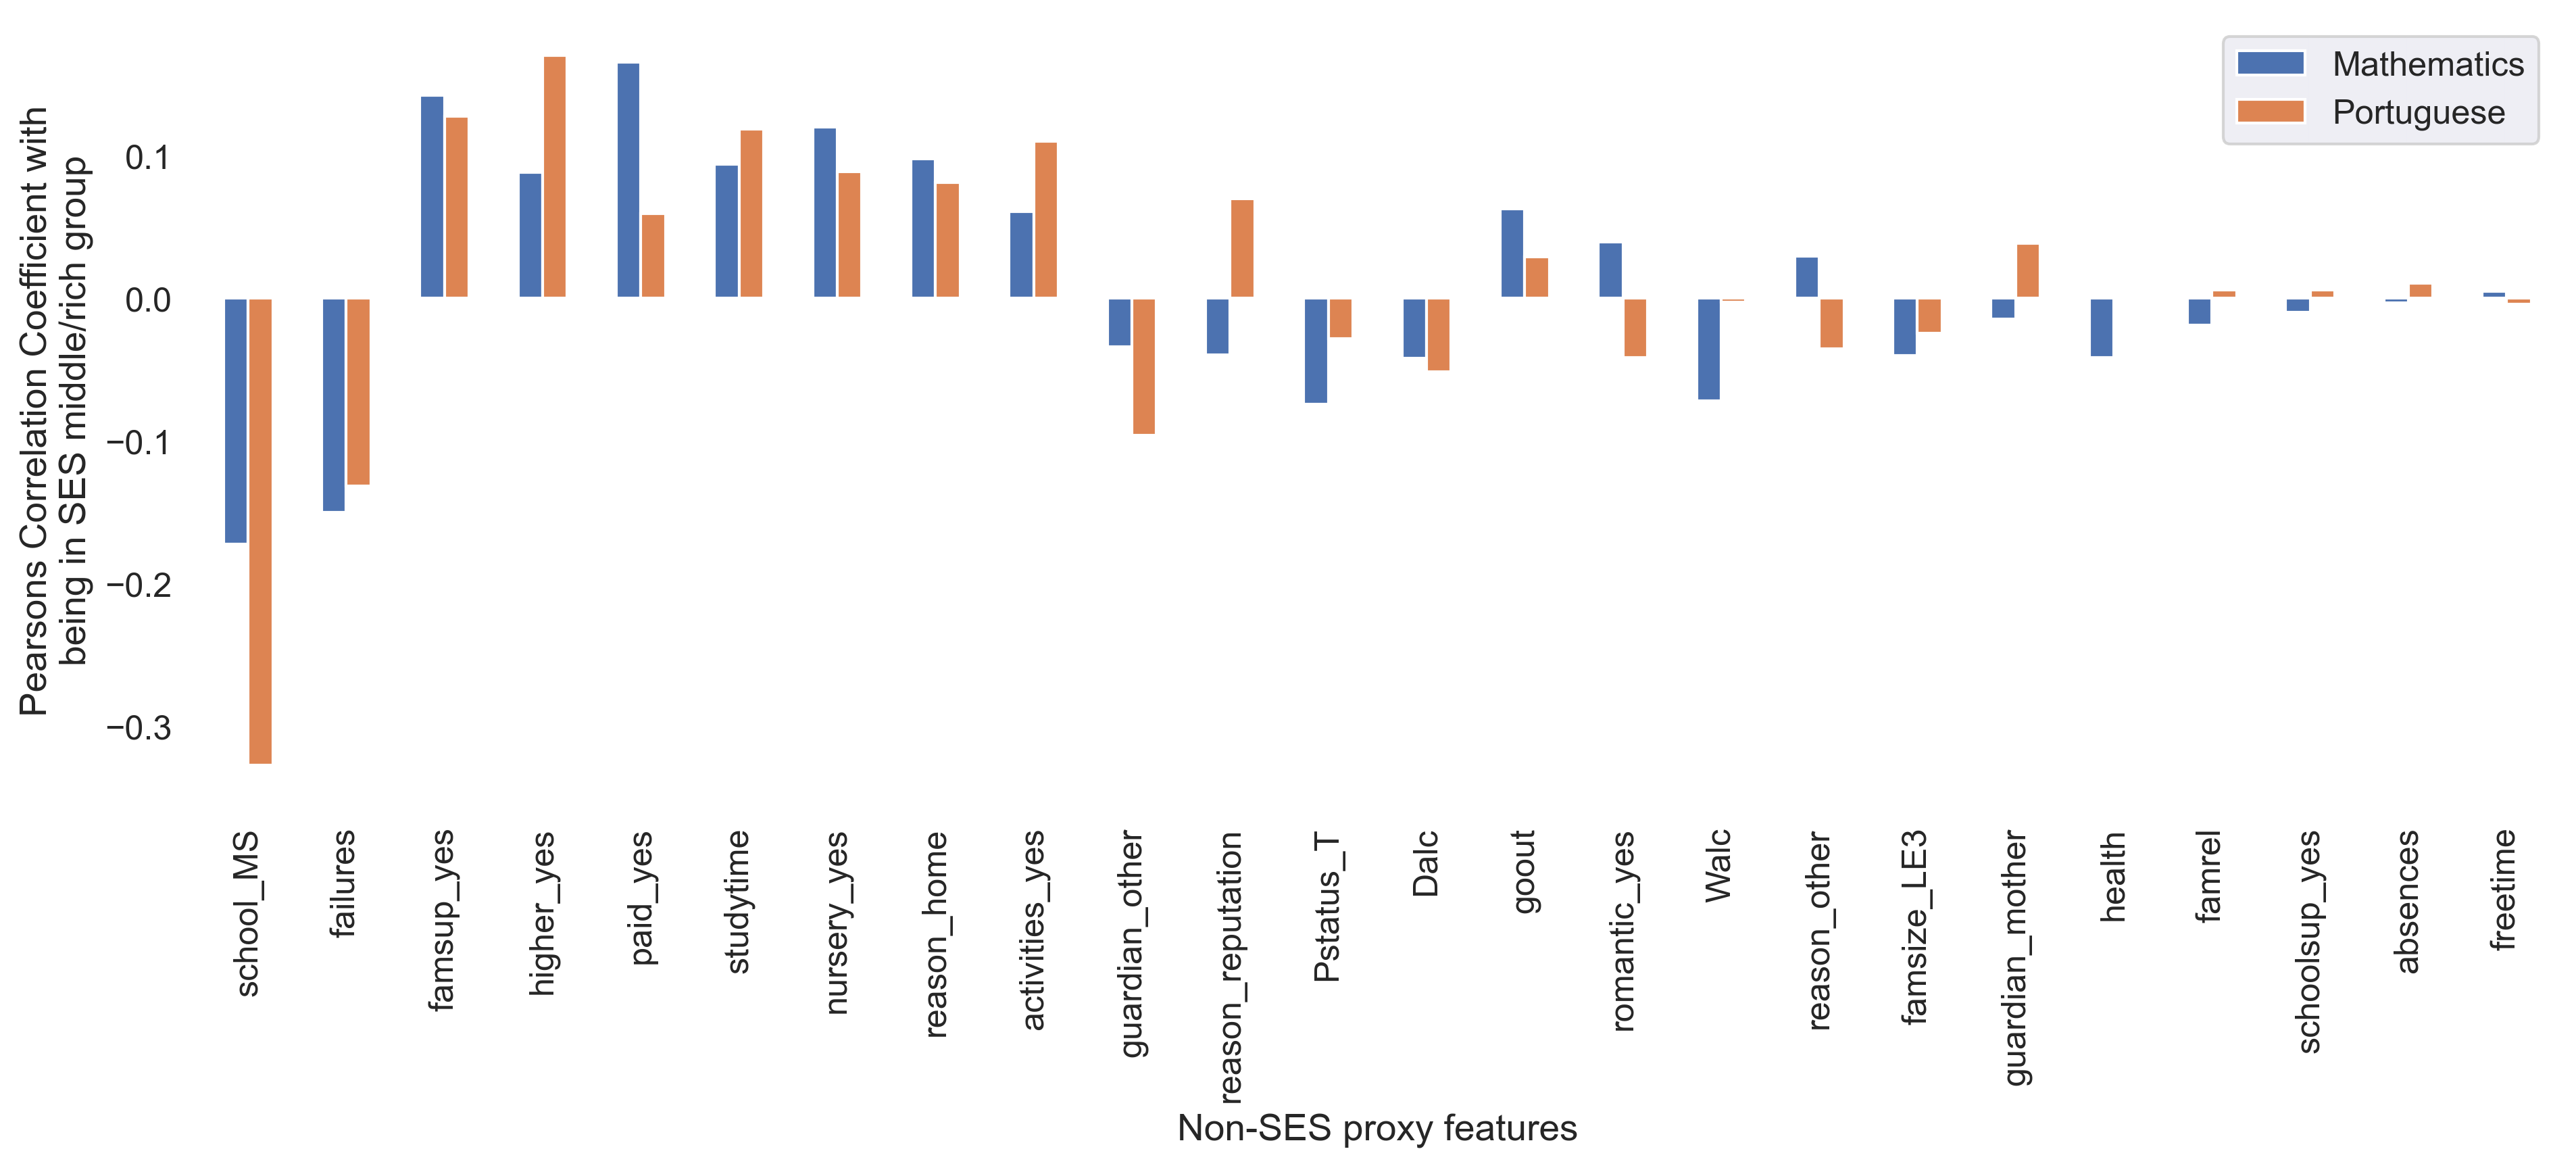 Pearsons Correlation Coefficient with
being in SES middle/rich group
0.1
0.0
−0.1
−0.2
−0.3
Mathematics
Portuguese
school_MS
failures
famsup_yes
higher_yes
paid_yes
studytime
nursery_yes
reason_home
activities_yes
guardian_other
reason_reputation
Pstatus_T
Dalc
goout
romantic_yes
Walc
reason_other
famsize_LE3
guardian_mother
health
famrel
schoolsup_yes
absences
freetime
Non-SES proxy features